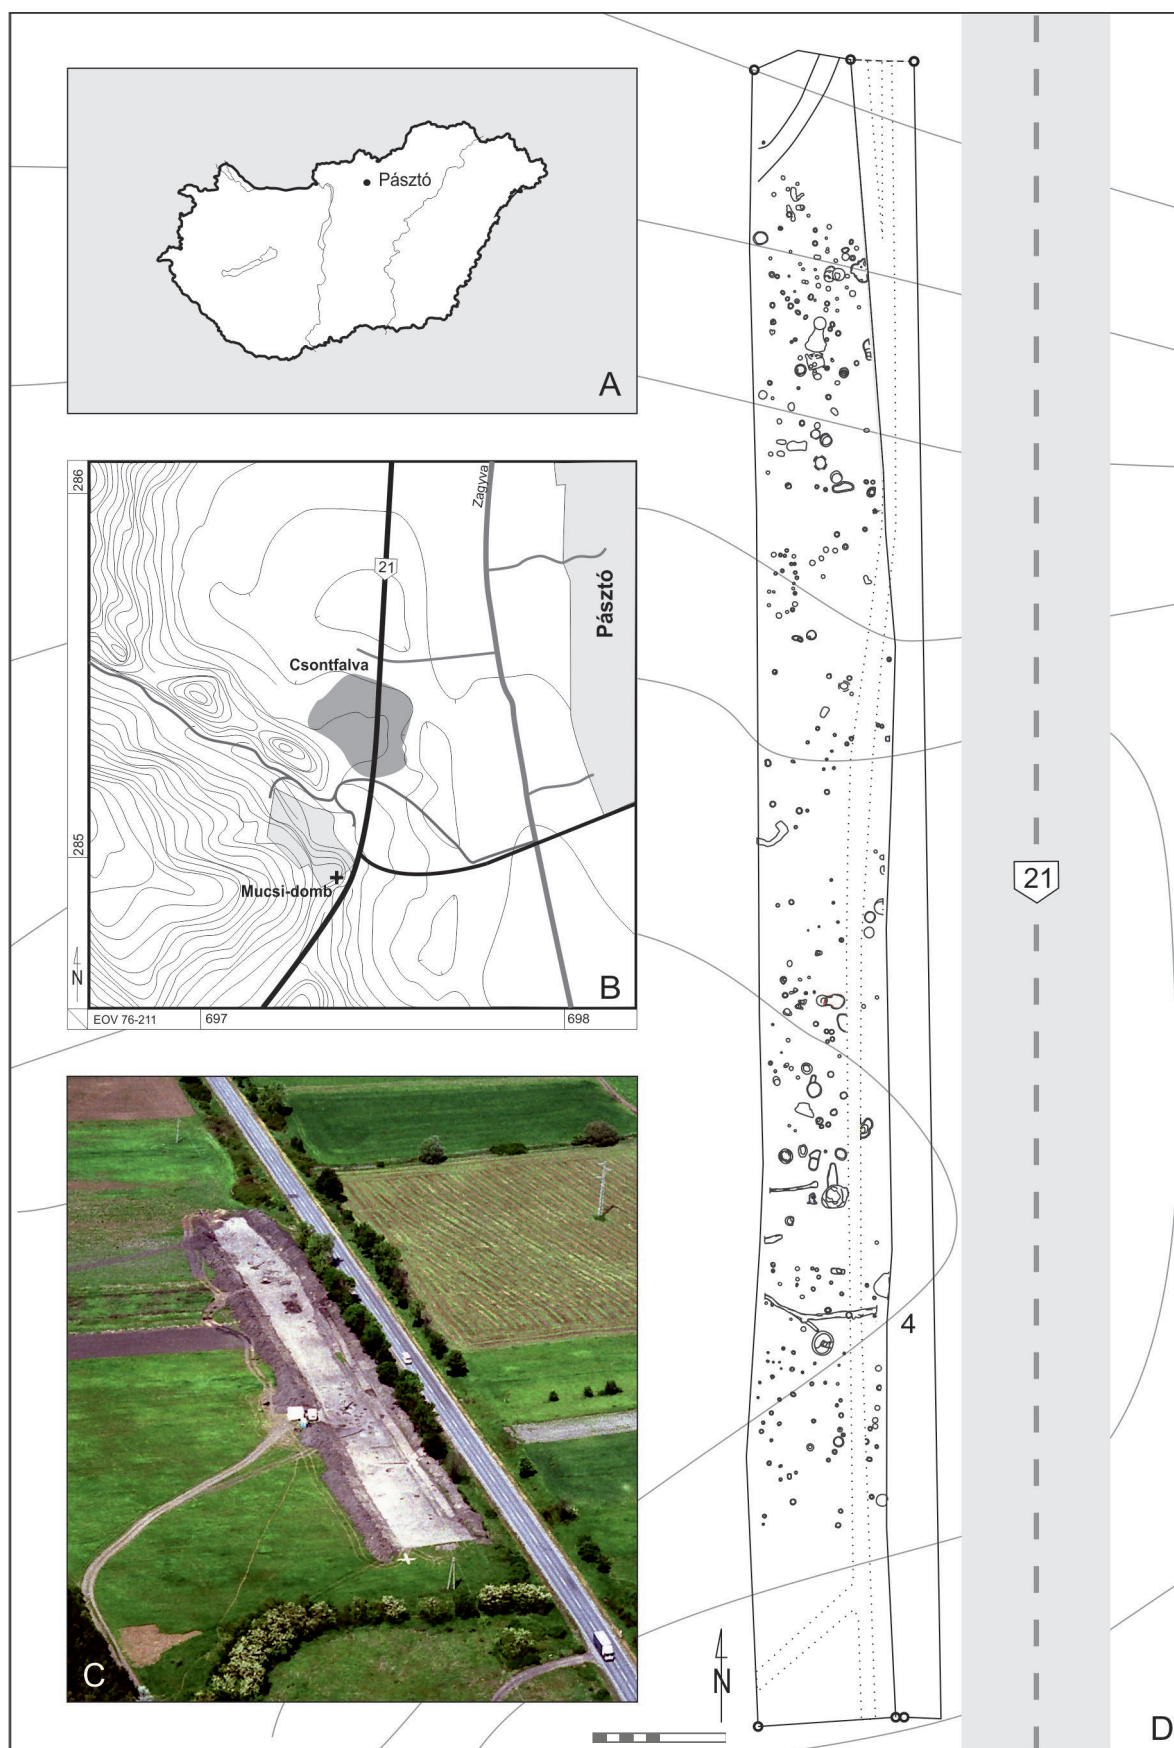 Pásztó
A
286
285
Zagyva
21
Pásztó
Csontfalva
Mucsi-domb
N
B
EOV 76-211
697
698
C
21
4
N
D